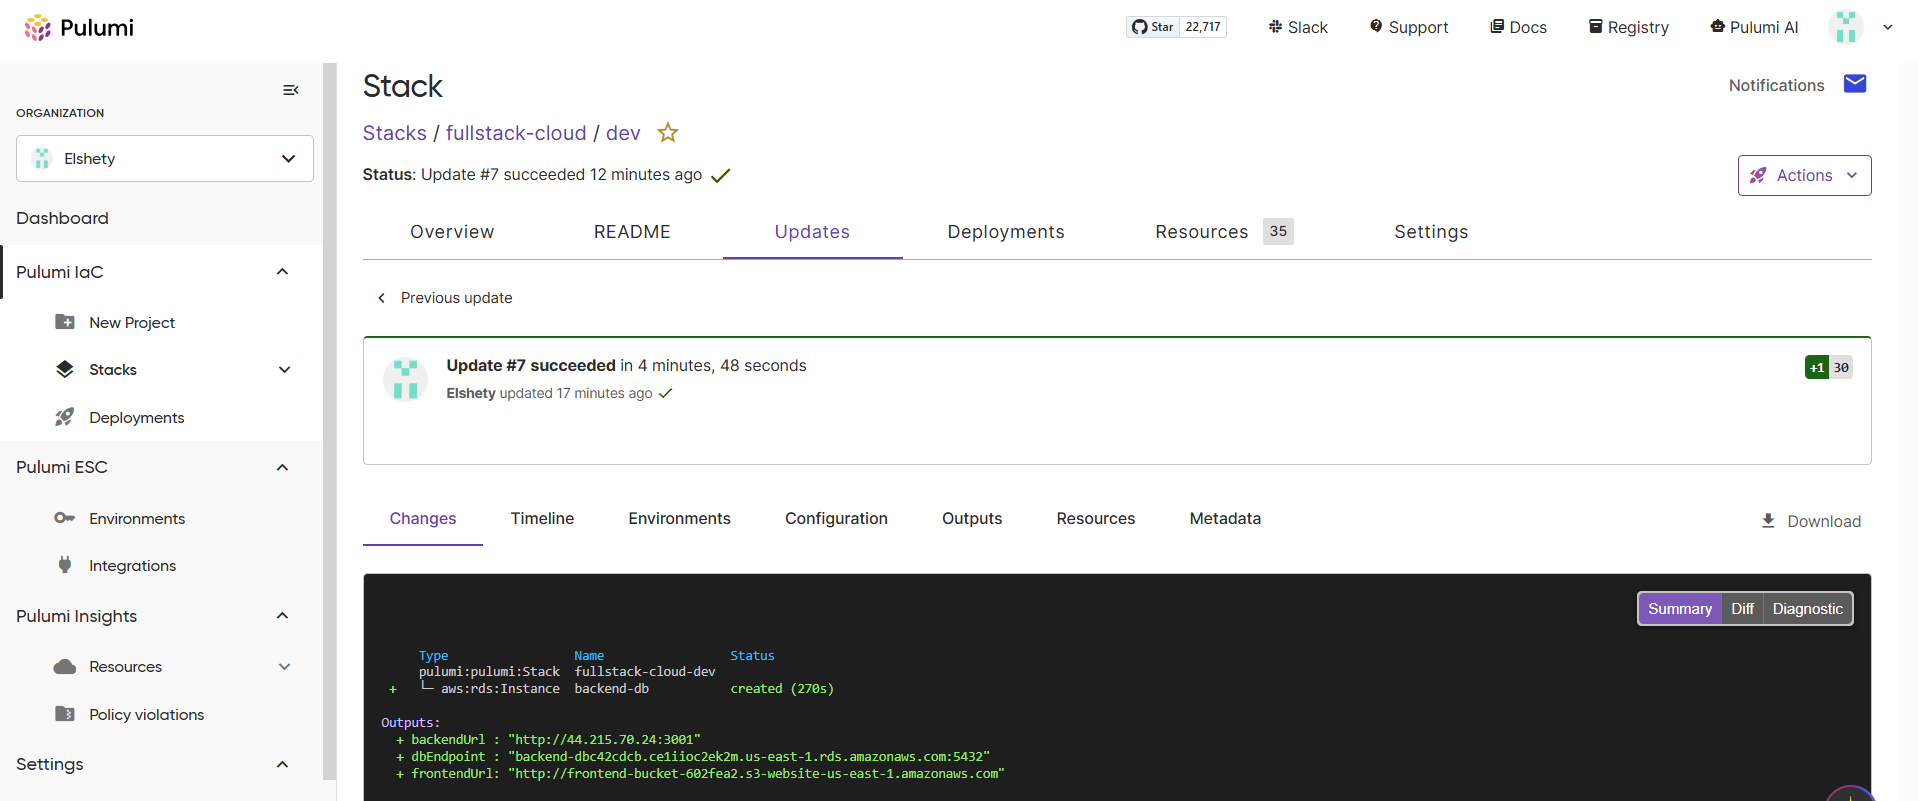 Pulumi
Star 22,717
Slack
Support
Docs
Registry
Pulumi AI
ORGANIZATION
Elshety
Dashboard
Pulumi IaC
New Project
Stacks
Deployments
Pulumi ESC
Environments
Integrations
Pulumi Insights
Resources
Policy violations
Settings
Stack
Notifications
Stacks / fullstack-cloud / dev
Status: Update #7 succeeded 12 minutes ago
Actions
Overview README Updates Deployments Resources 35 Settings
Previous update
Update #7 succeeded in 4 minutes, 48 seconds
+1 30
Elshety updated 17 minutes ago
Changes Timeline Environments Configuration Outputs Resources Metadata
Download
Summary Diff Diagnostic
Type Name Status
pulumi:pulumi:Stack fullstack-cloud-dev
+ └─ aws:rds:Instance backend-db created (270s)
Outputs:
+ backendUrl : "http://44.215.70.24:3001"
+ dbEndpoint : "backend-dbc42cdcb.ce1iioc2ek2m.us-east-1.rds.amazonaws.com:5432"
+ frontendUrl: "http://frontend-bucket-602fea2.s3-website-us-east-1.amazonaws.com"